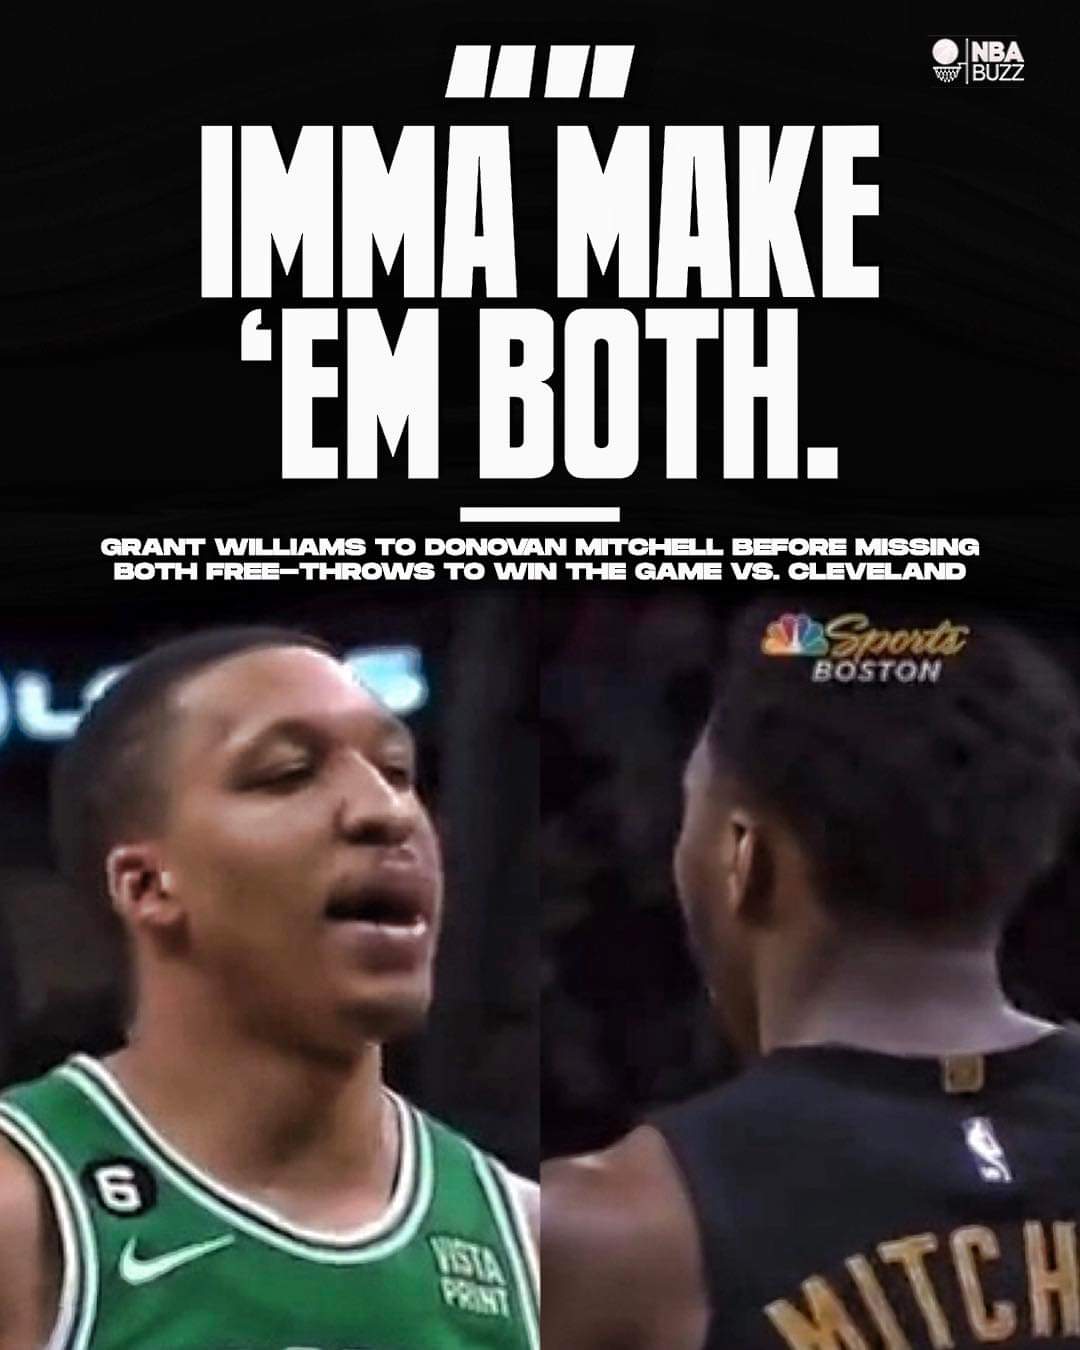 NBA
BUZZ
IMMA MAKE
‘EM BOTH.
GRANT WILLIAMS TO DONOVAN MITCHELL BEFORE MISSING
BOTH FREE-THROWS TO WIN THE GAME VS. CLEVELAND
Sports
BOSTON
6
VISTA
PRINT
MITCH